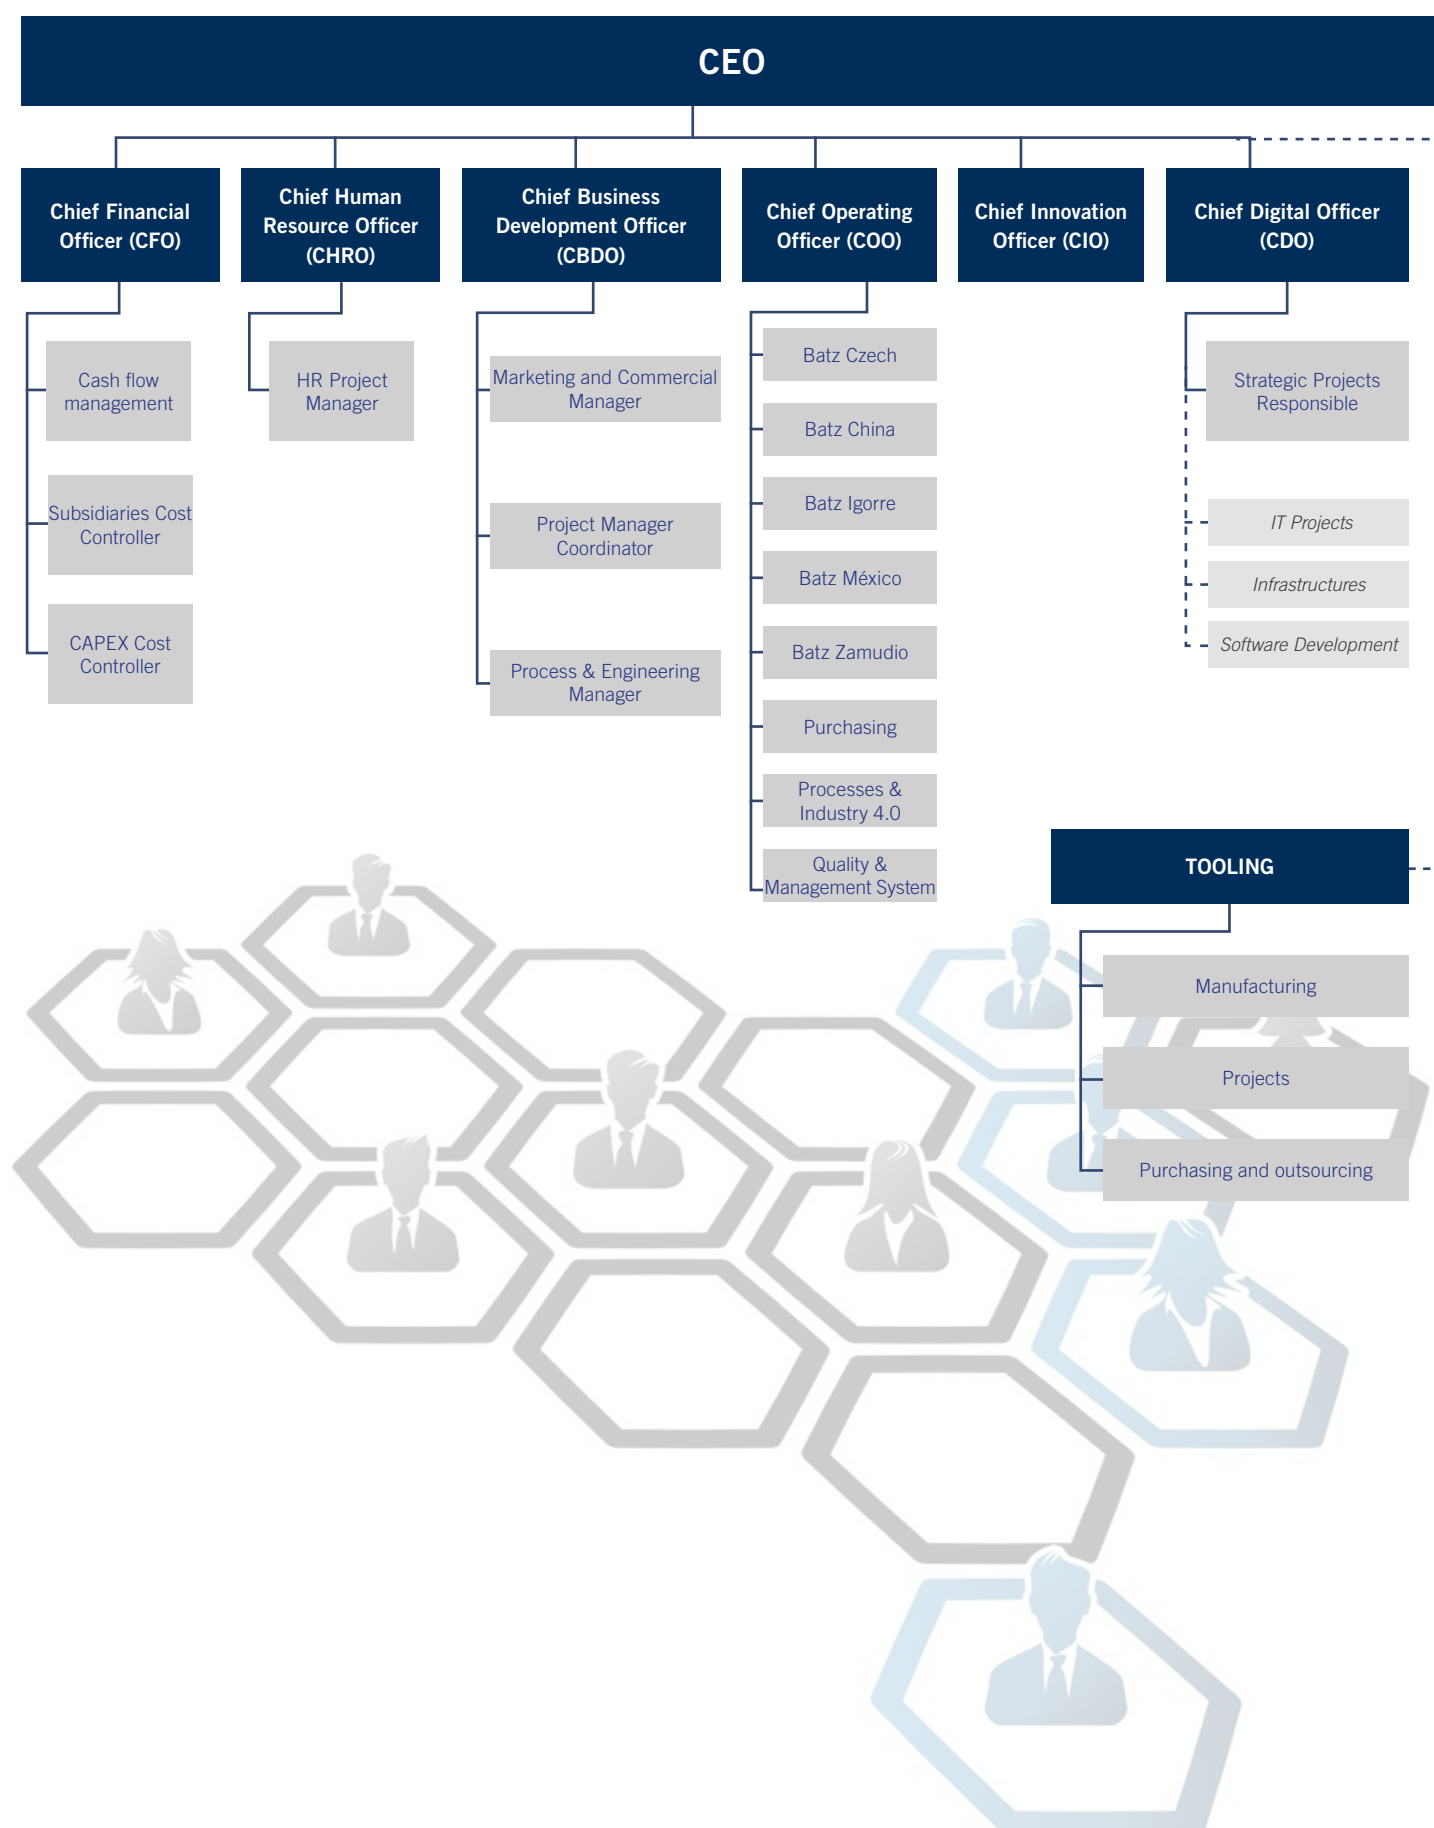 CEO
Chief Financial
Officer (CFO)
Chief Human
Resource Officer
(CHRO)
Chief Business
Development Officer
(CBDO)
Chief Operating
Officer (COO)
Chief Innovation
Officer (CIO)
Chief Digital Officer
(CDO)
Cash flow
management
Subsidiaries Cost
Controller
CAPEX Cost
Controller
HR Project
Manager
Marketing and Commercial
Manager
Project Manager
Coordinator
Process & Engineering
Manager
Batz Czech
Batz China
Batz Igorre
Batz México
Batz Zamudio
Purchasing
Processes &
Industry 4.0
Quality &
Management System
Strategic Projects
Responsible
IT Projects
Infrastructures
Software Development
TOOLING
Manufacturing
Projects
Purchasing and outsourcing